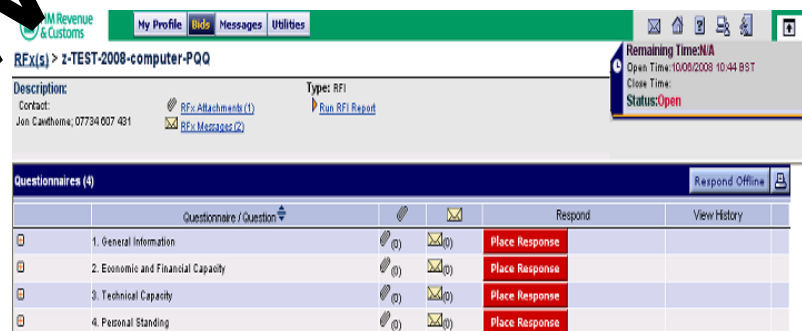 HM Revenue
& Customs
My Profile Bids Messages Utilities
RFx(s) > z-TEST-2008-computer-PQQ
Remaining Time:N/A
Open Time:10/06/2008 10:44 BST
Close Time:
Status:Open
Description:
Contact:
Jon Cawthorne; 07734 607 431
RFx Attachments (1)
RFx Messages (2)
Type: RFI
Run RFI Report
Questionnaires (4)
Respond Offline
Questionnaire / Question Respond View History
1. General Information (0) (0) Place Response
2. Economic and Financial Capacity (0) (0) Place Response
3. Technical Capacity (0) (0) Place Response
4. Personal Standing (0) (0) Place Response